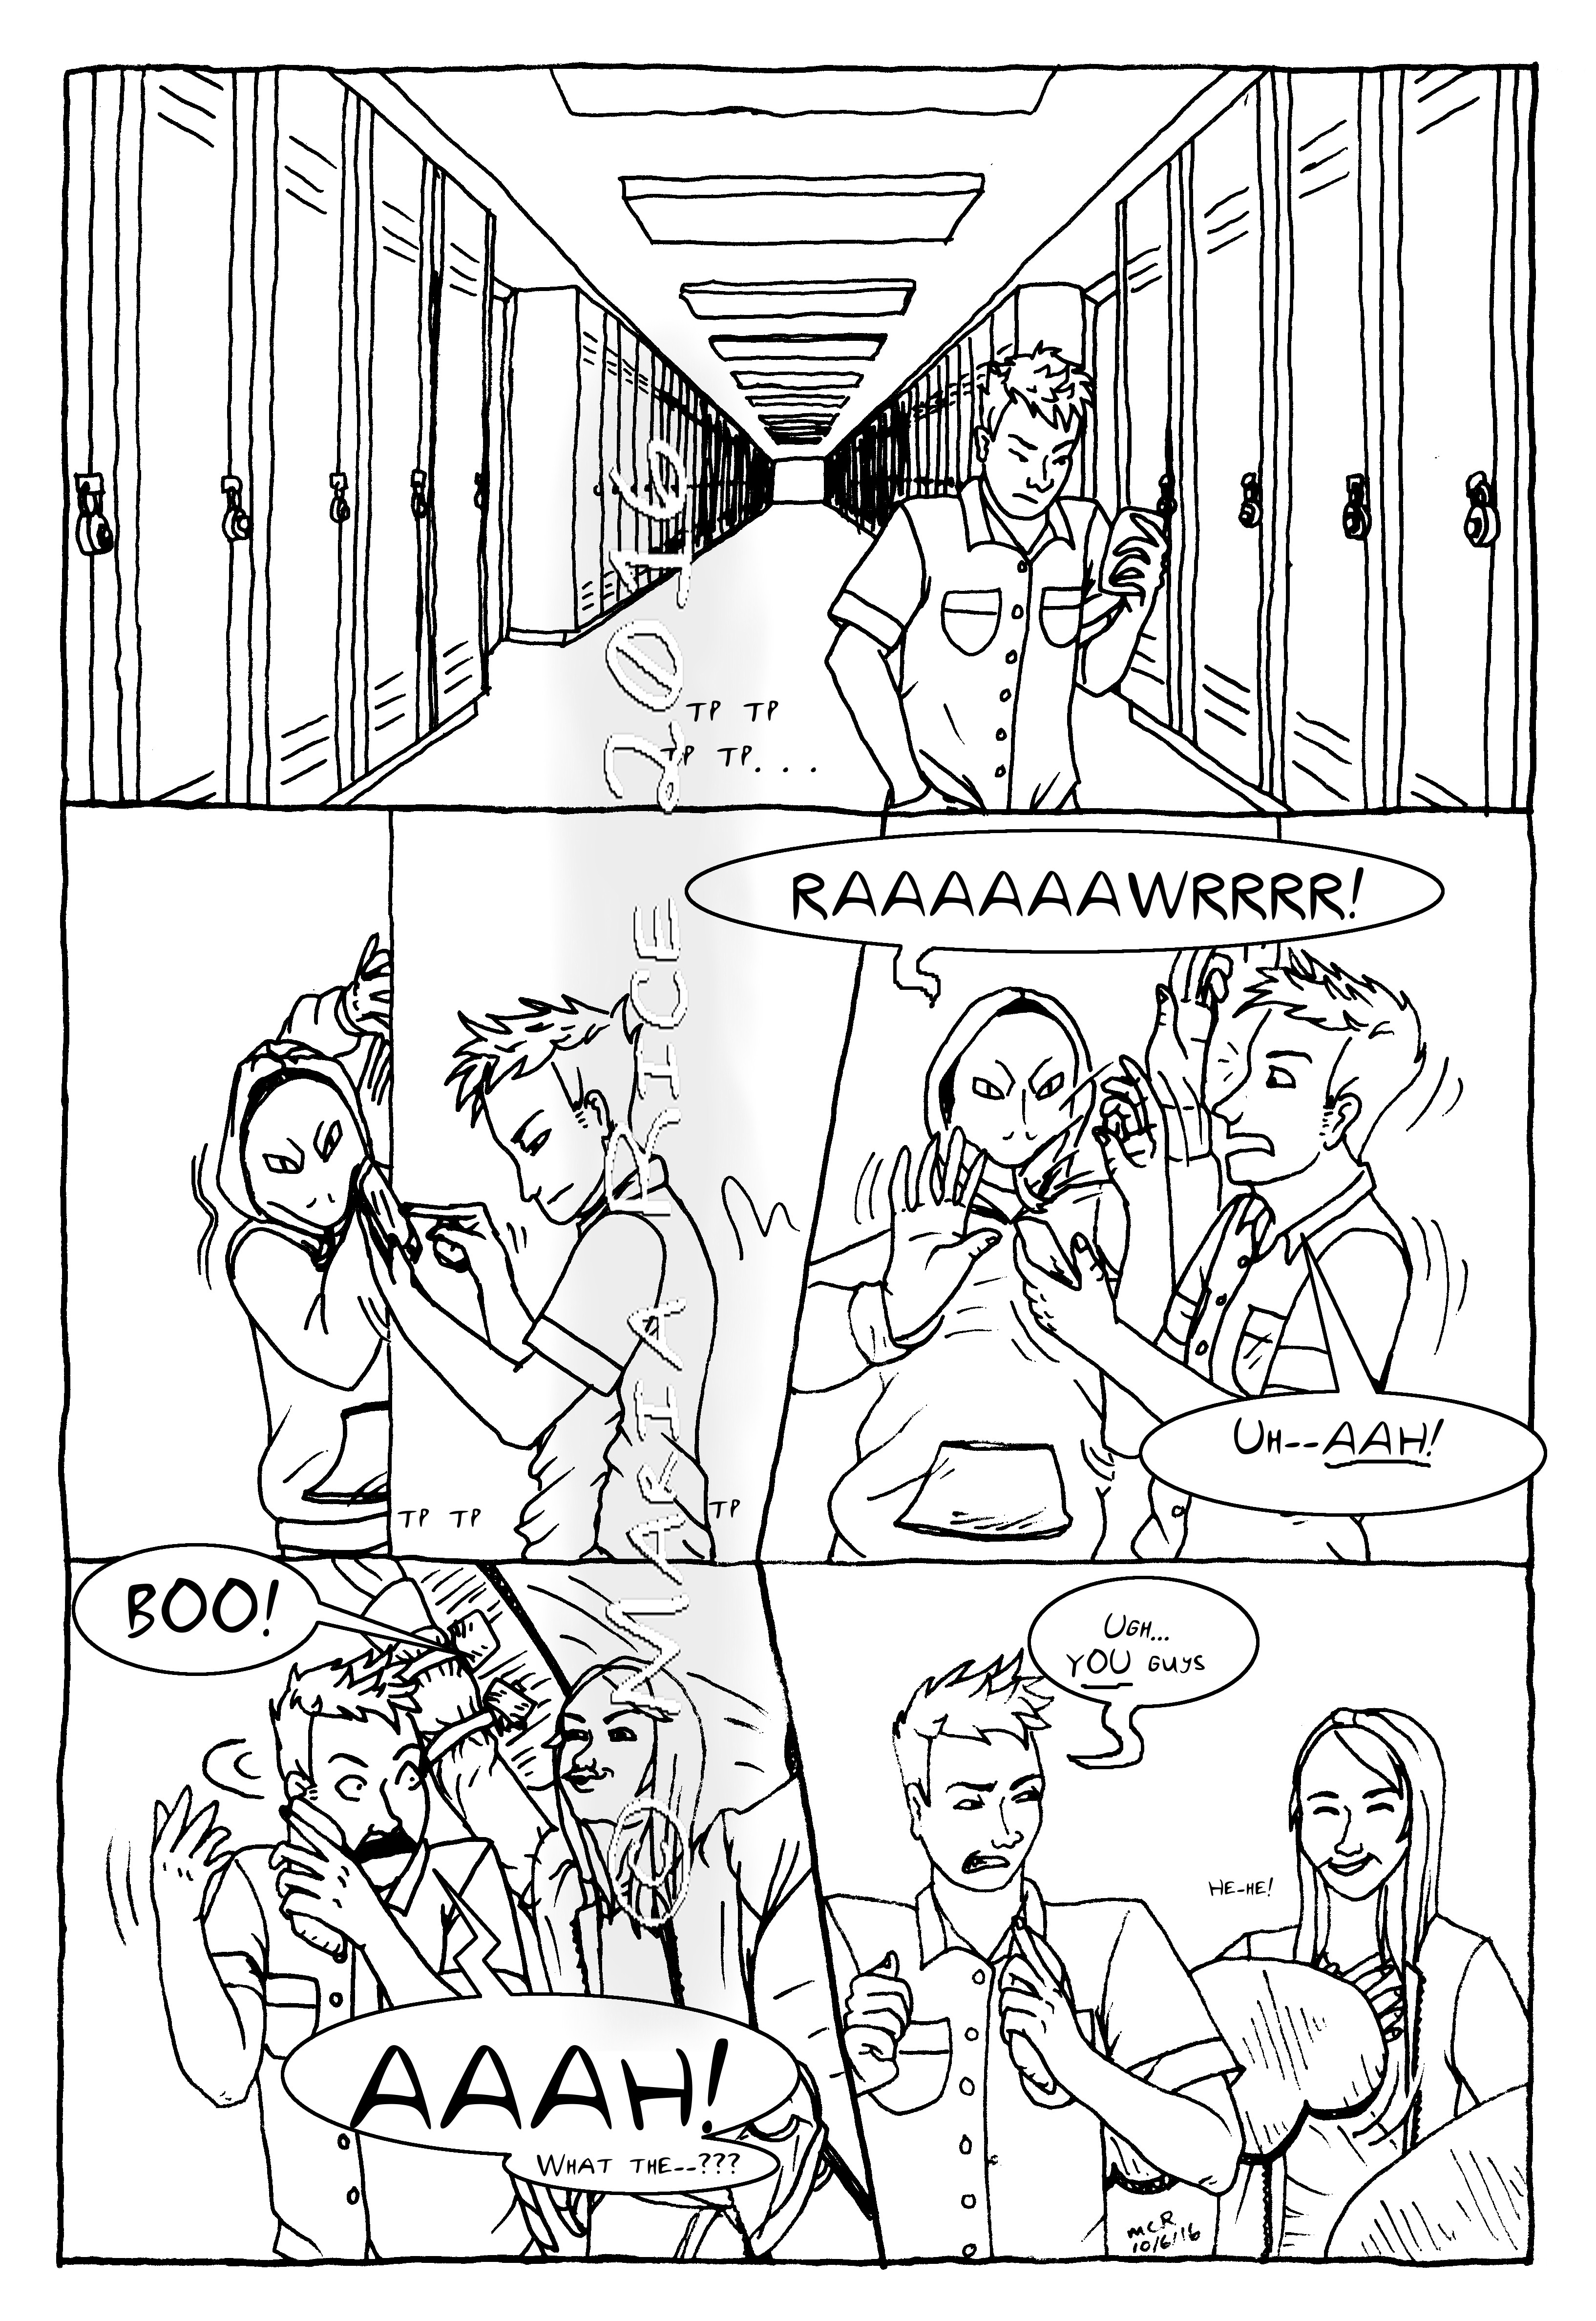 TP TP
TP TP...
RAAAAAAWRRRR!
UH--AAH!
TP TP
TP
BOO!
AAAH!
WHAT THE--???
UGH...
YOU GUYS
HE-HE!
MCR
10/6/16
© MARIA RICE 2016